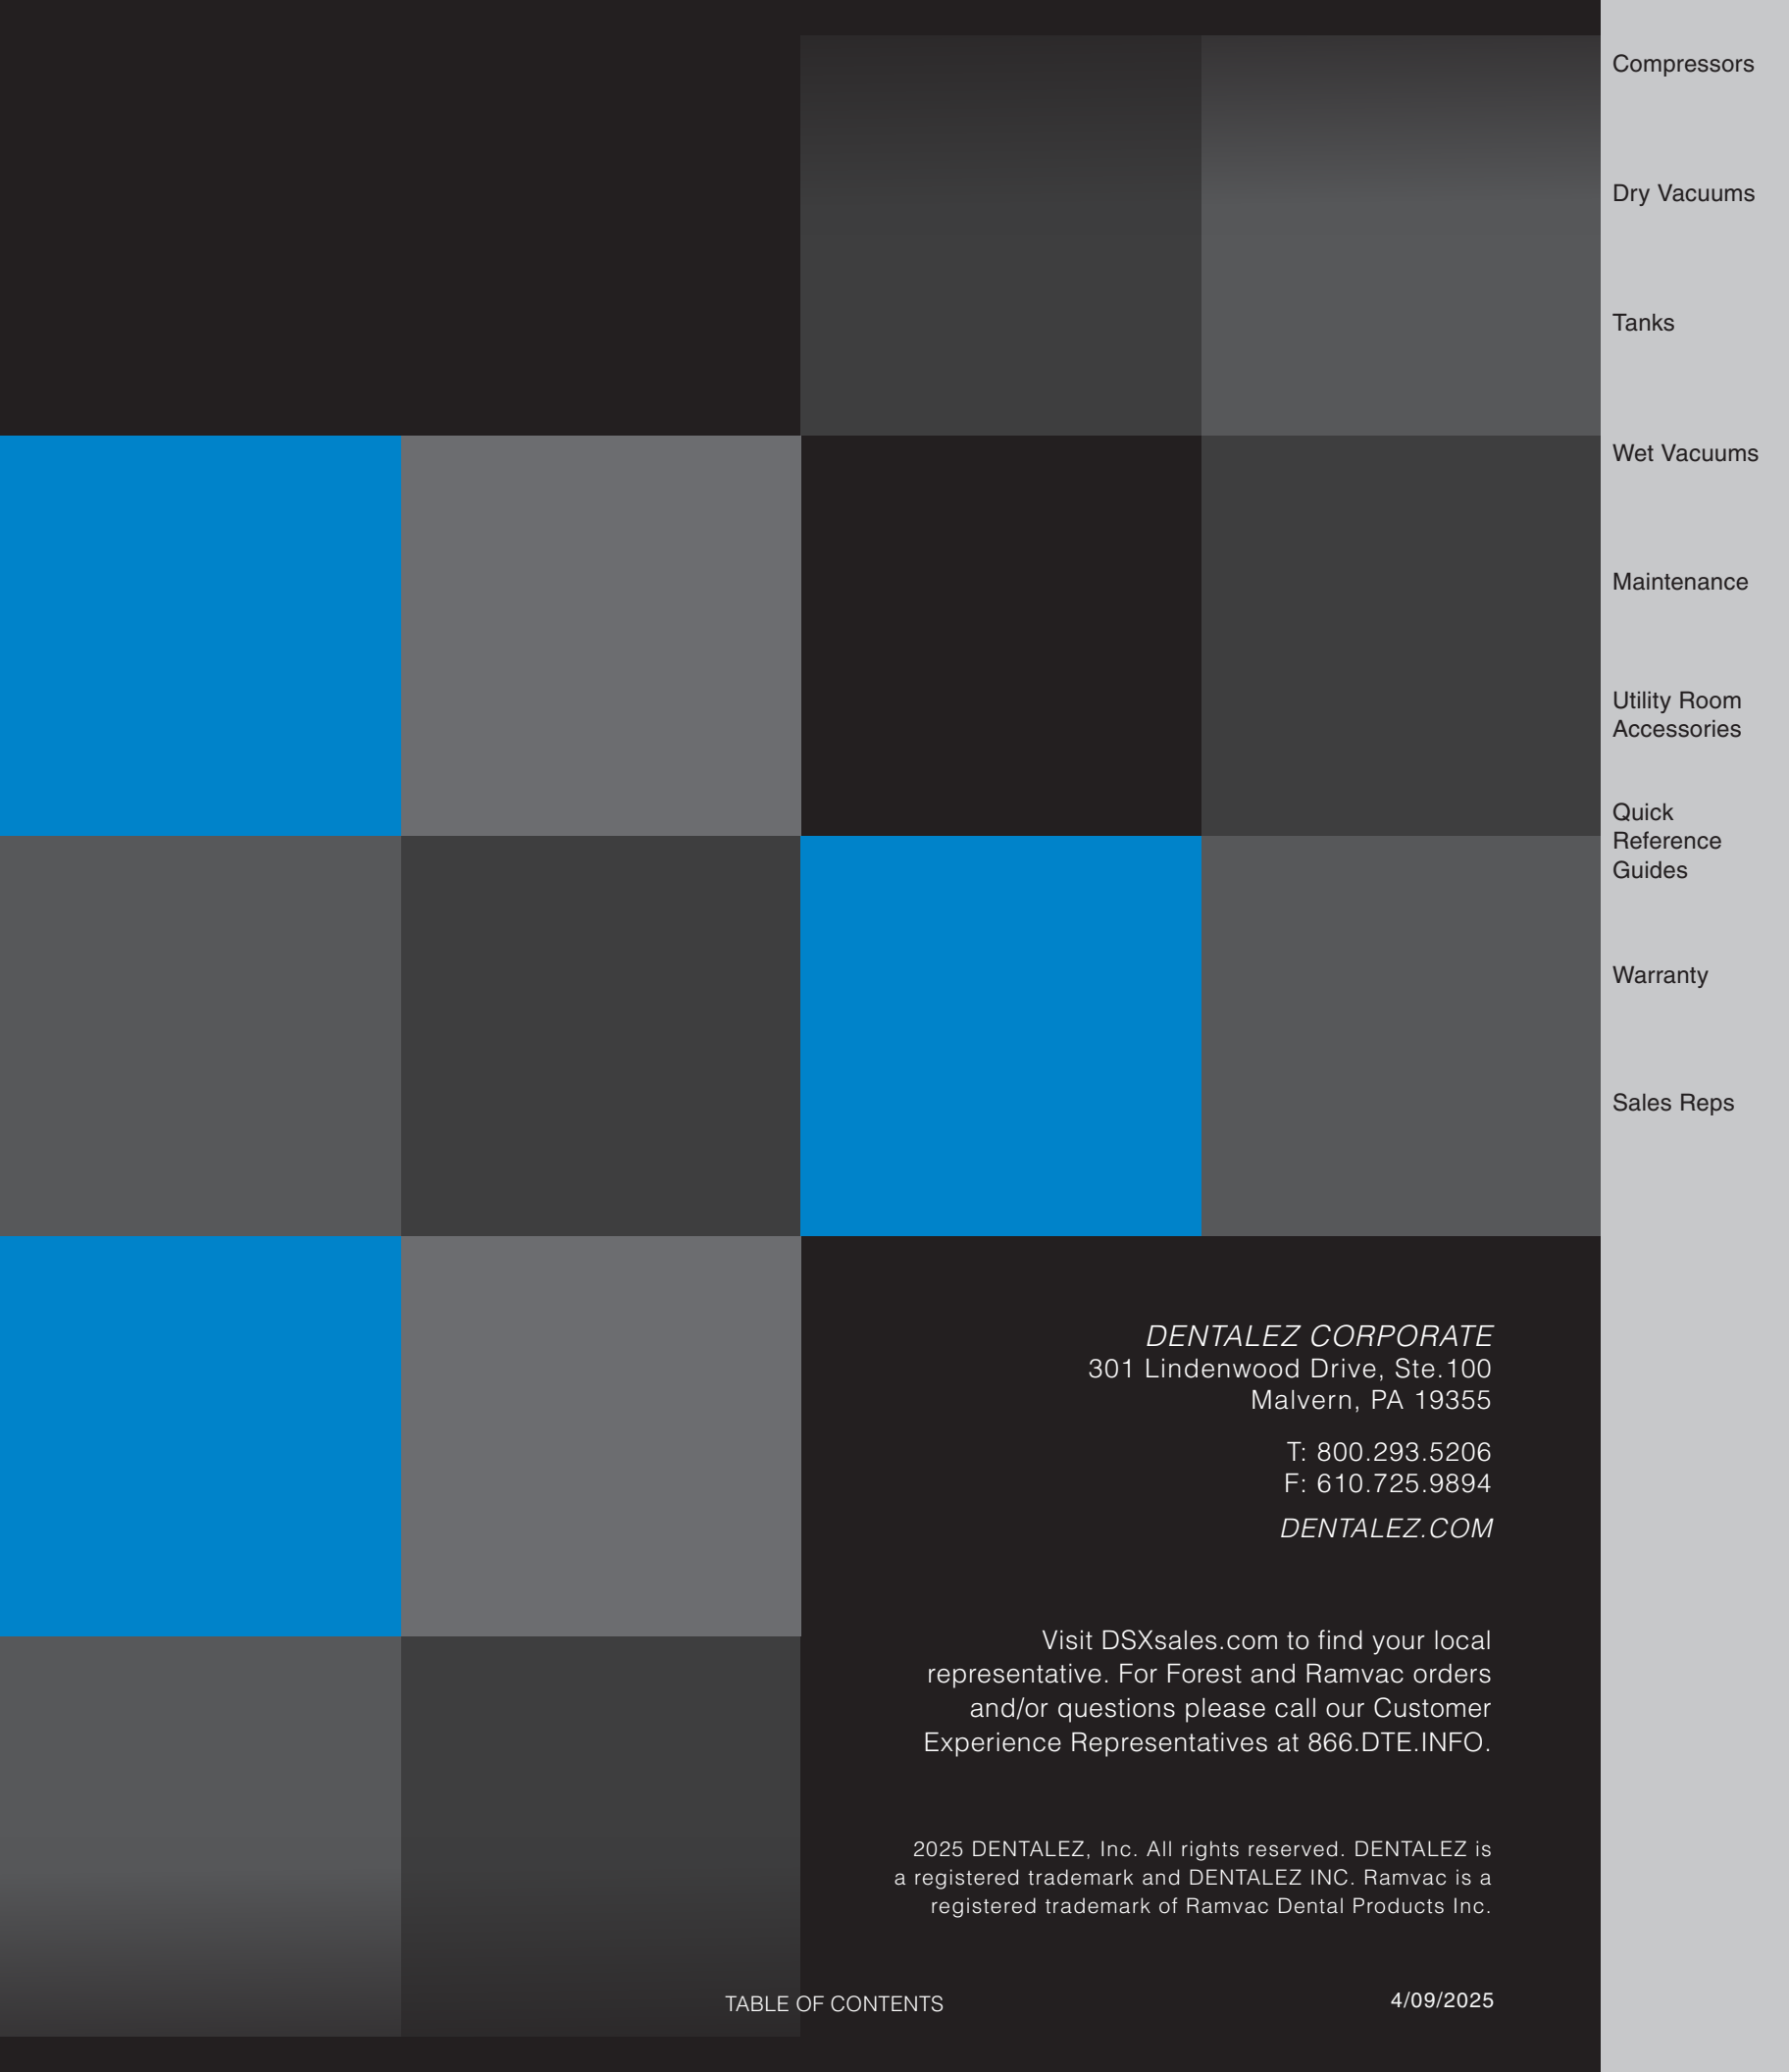 Compressors
Dry Vacuums
Tanks
Wet Vacuums
Maintenance
Utility Room
Accessories
Quick
Reference
Guides
Warranty
Sales Reps
DENTALEZ CORPORATE
301 Lindenwood Drive, Ste.100
Malvern, PA 19355
T: 800.293.5206
F: 610.725.9894
DENTALEZ.COM
Visit DSXsales.com to find your local
representative. For Forest and Ramvac orders
and/or questions please call our Customer
Experience Representatives at 866.DTE.INFO.
2025 DENTALEZ, Inc. All rights reserved. DENTALEZ is
a registered trademark and DENTALEZ INC. Ramvac is a
registered trademark of Ramvac Dental Products Inc.
TABLE OF CONTENTS
4/09/2025